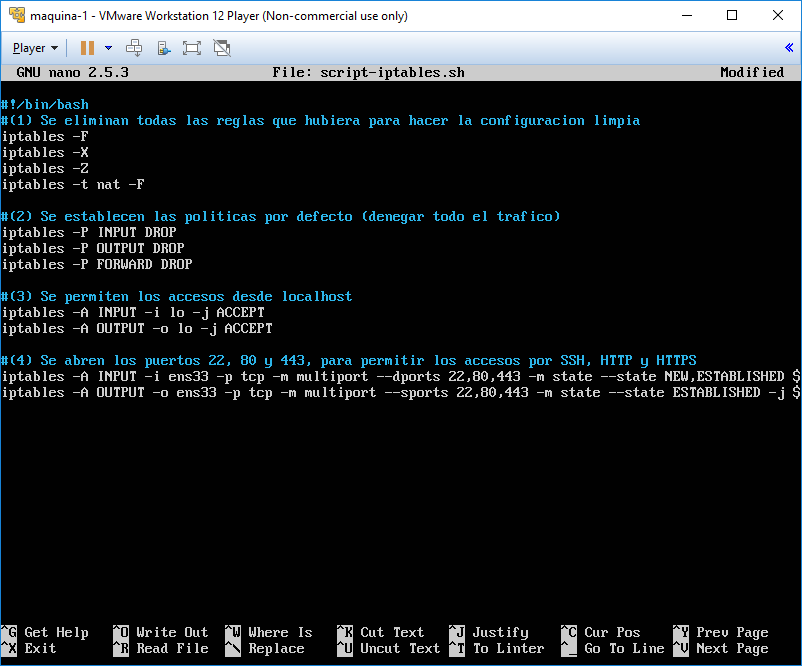 maquina-1 - VMware Workstation 12 Player (Non-commercial use only)
Player
GNU nano 2.5.3 File: script-iptables.sh Modified
#!/bin/bash
#(1) Se eliminan todas las reglas que hubiera para hacer la configuracion limpia
iptables -F
iptables -X
iptables -Z
iptables -t nat -F
#(2) Se establecen las politicas por defecto (denegar todo el trafico)
iptables -P INPUT DROP
iptables -P OUTPUT DROP
iptables -P FORWARD DROP
#(3) Se permiten los accesos desde localhost
iptables -A INPUT -i lo -j ACCEPT
iptables -A OUTPUT -o lo -j ACCEPT
#(4) Se abren los puertos 22, 80 y 443, para permitir los accesos por SSH, HTTP y HTTPS
iptables -A INPUT -i ens33 -p tcp -m multiport --dports 22,80,443 -m state --state NEW,ESTABLISHED $
iptables -A OUTPUT -o ens33 -p tcp -m multiport --sports 22,80,443 -m state --state ESTABLISHED -j $
^G Get Help ^O Write Out ^W Where Is ^K Cut Text ^J Justify ^C Cur Pos ^Y Prev Page
^X Exit ^R Read File ^\ Replace ^U Uncut Text ^T To Linter ^_ Go To Line ^V Next Page